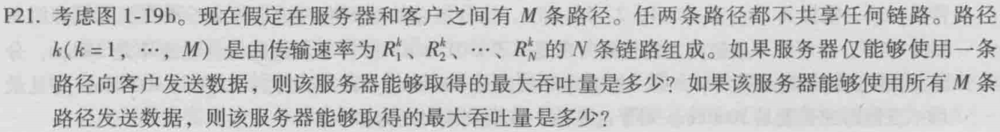 P21. 考虑图 1-19b。现在假定在服务器和客户之间有 M 条路径。任两条路径都不共享任何链路。路径
k(k=1, ⋯, M) 是由传输速率为 R₁ᵏ、R₂ᵏ、⋯、R_Nᵏ 的 N 条链路组成。如果服务器仅能够使用一条
路径向客户发送数据，则该服务器能够取得的最大吞吐量是多少？如果该服务器能够使用所有 M 条
路径发送数据，则该服务器能够取得的最大吞吐量是多少？